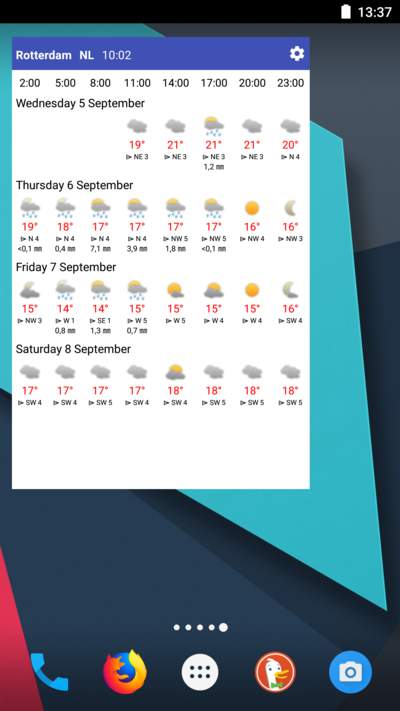 13:37
Rotterdam NL 10:02
2:00 5:00 8:00 11:00 14:00 17:00 20:00 23:00
Wednesday 5 September
19° 21° 21° 21° 20°
NE 3 NE 3 NE 3 NE 3 N 4
1,2 mm
Thursday 6 September
19° 18° 17° 17° 17° 17° 16° 16°
N 4 N 4 N 4 N 4 NW 5 NW 5 NW 4 NW 3
<0,1 mm 0,4 mm 7,1 mm 3,9 mm 1,8 mm <0,1 mm
Friday 7 September
15° 14° 14° 15° 15° 15° 15° 16°
NW 3 W 1 SE 1 W 5 W 5 W 4 W 4 SW 4
0,8 mm 1,3 mm 0,7 mm
Saturday 8 September
17° 17° 17° 17° 18° 18° 18° 18°
SW 4 SW 4 SW 5 SW 4 SW 4 SW 5 SW 5 SW 5